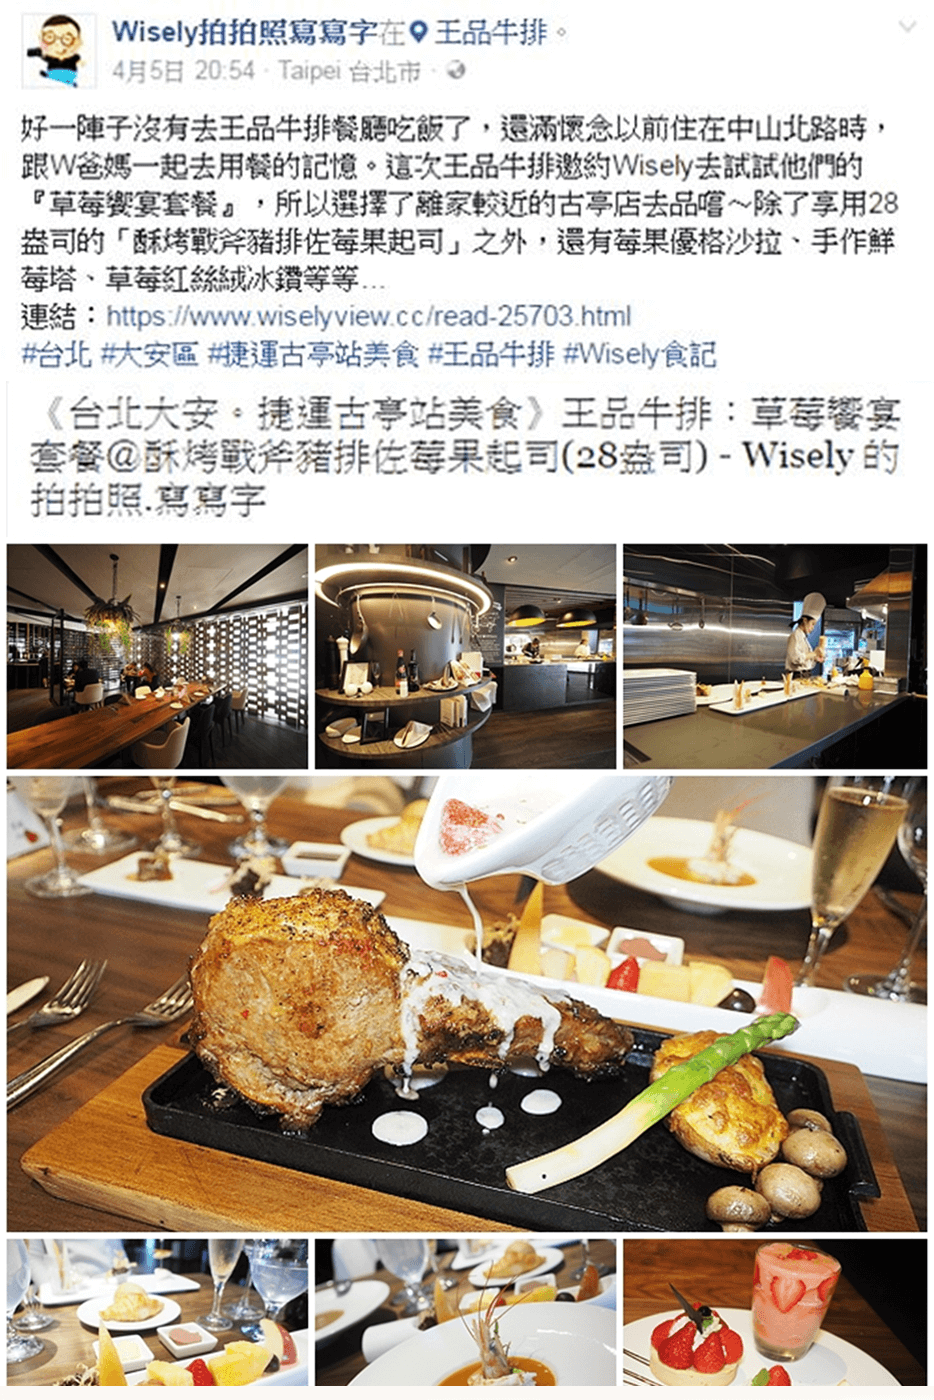 Wisely拍拍照寫寫字在 王品牛排。
4月5日 20:54 · Taipei 台北市 ·
好一陣子沒有去王品牛排餐廳吃飯了，還滿懷念以前住在中山北路時，
跟W爸媽一起去用餐的記憶。這次王品牛排邀約Wisely去試試他們的
『草莓饗宴套餐』，所以選擇了離家較近的古亭店去品嚐～除了享用28
盎司的「酥烤戰斧豬排佐莓果起司」之外，還有莓果優格沙拉、手作鮮
莓塔、草莓紅絲絨冰鑽等等...
連結：https://www.wiselyview.cc/read-25703.html
#台北 #大安區 #捷運古亭站美食 #王品牛排 #Wisely食記
《台北大安。捷運古亭站美食》王品牛排：草莓饗宴
套餐@酥烤戰斧豬排佐莓果起司(28盎司) - Wisely 的
拍拍照.寫寫字